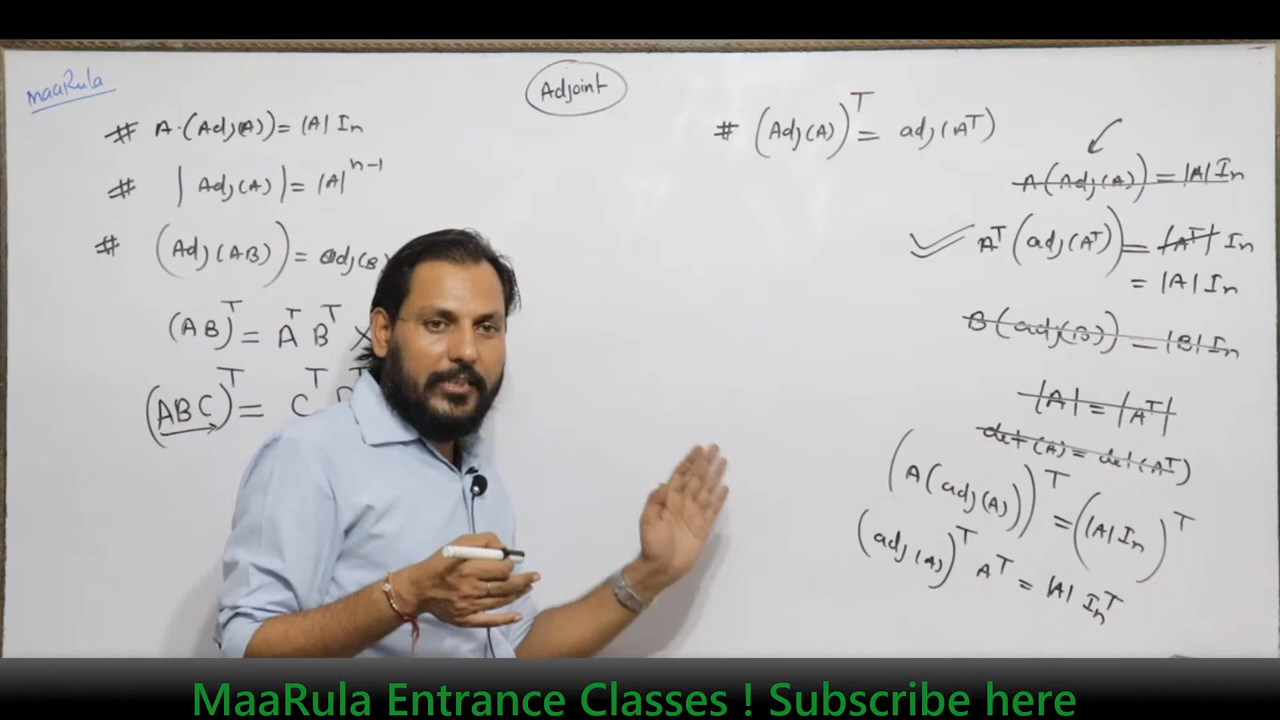 MaaRula
Adjoint
# A·(Adj(A)) = |A| In
# |Adj(A)| = |A|^n-1
# (Adj(AB)) = adj(B)
(AB)^T = A^T B^T ×
(ABC)^T = C^T
# (Adj(A))^T = adj(A^T)
A(Adj(A)) = |A| In
A^T(adj(A^T)) = |A^T| In
= |A| In
B(adj(B)) = |B| In
|A| = |A^T|
det(A) = det(A^T)
(A(adj(A)))^T = (|A| In)^T
(adj(A))^T A^T = |A| In^T
MaaRula Entrance Classes ! Subscribe here